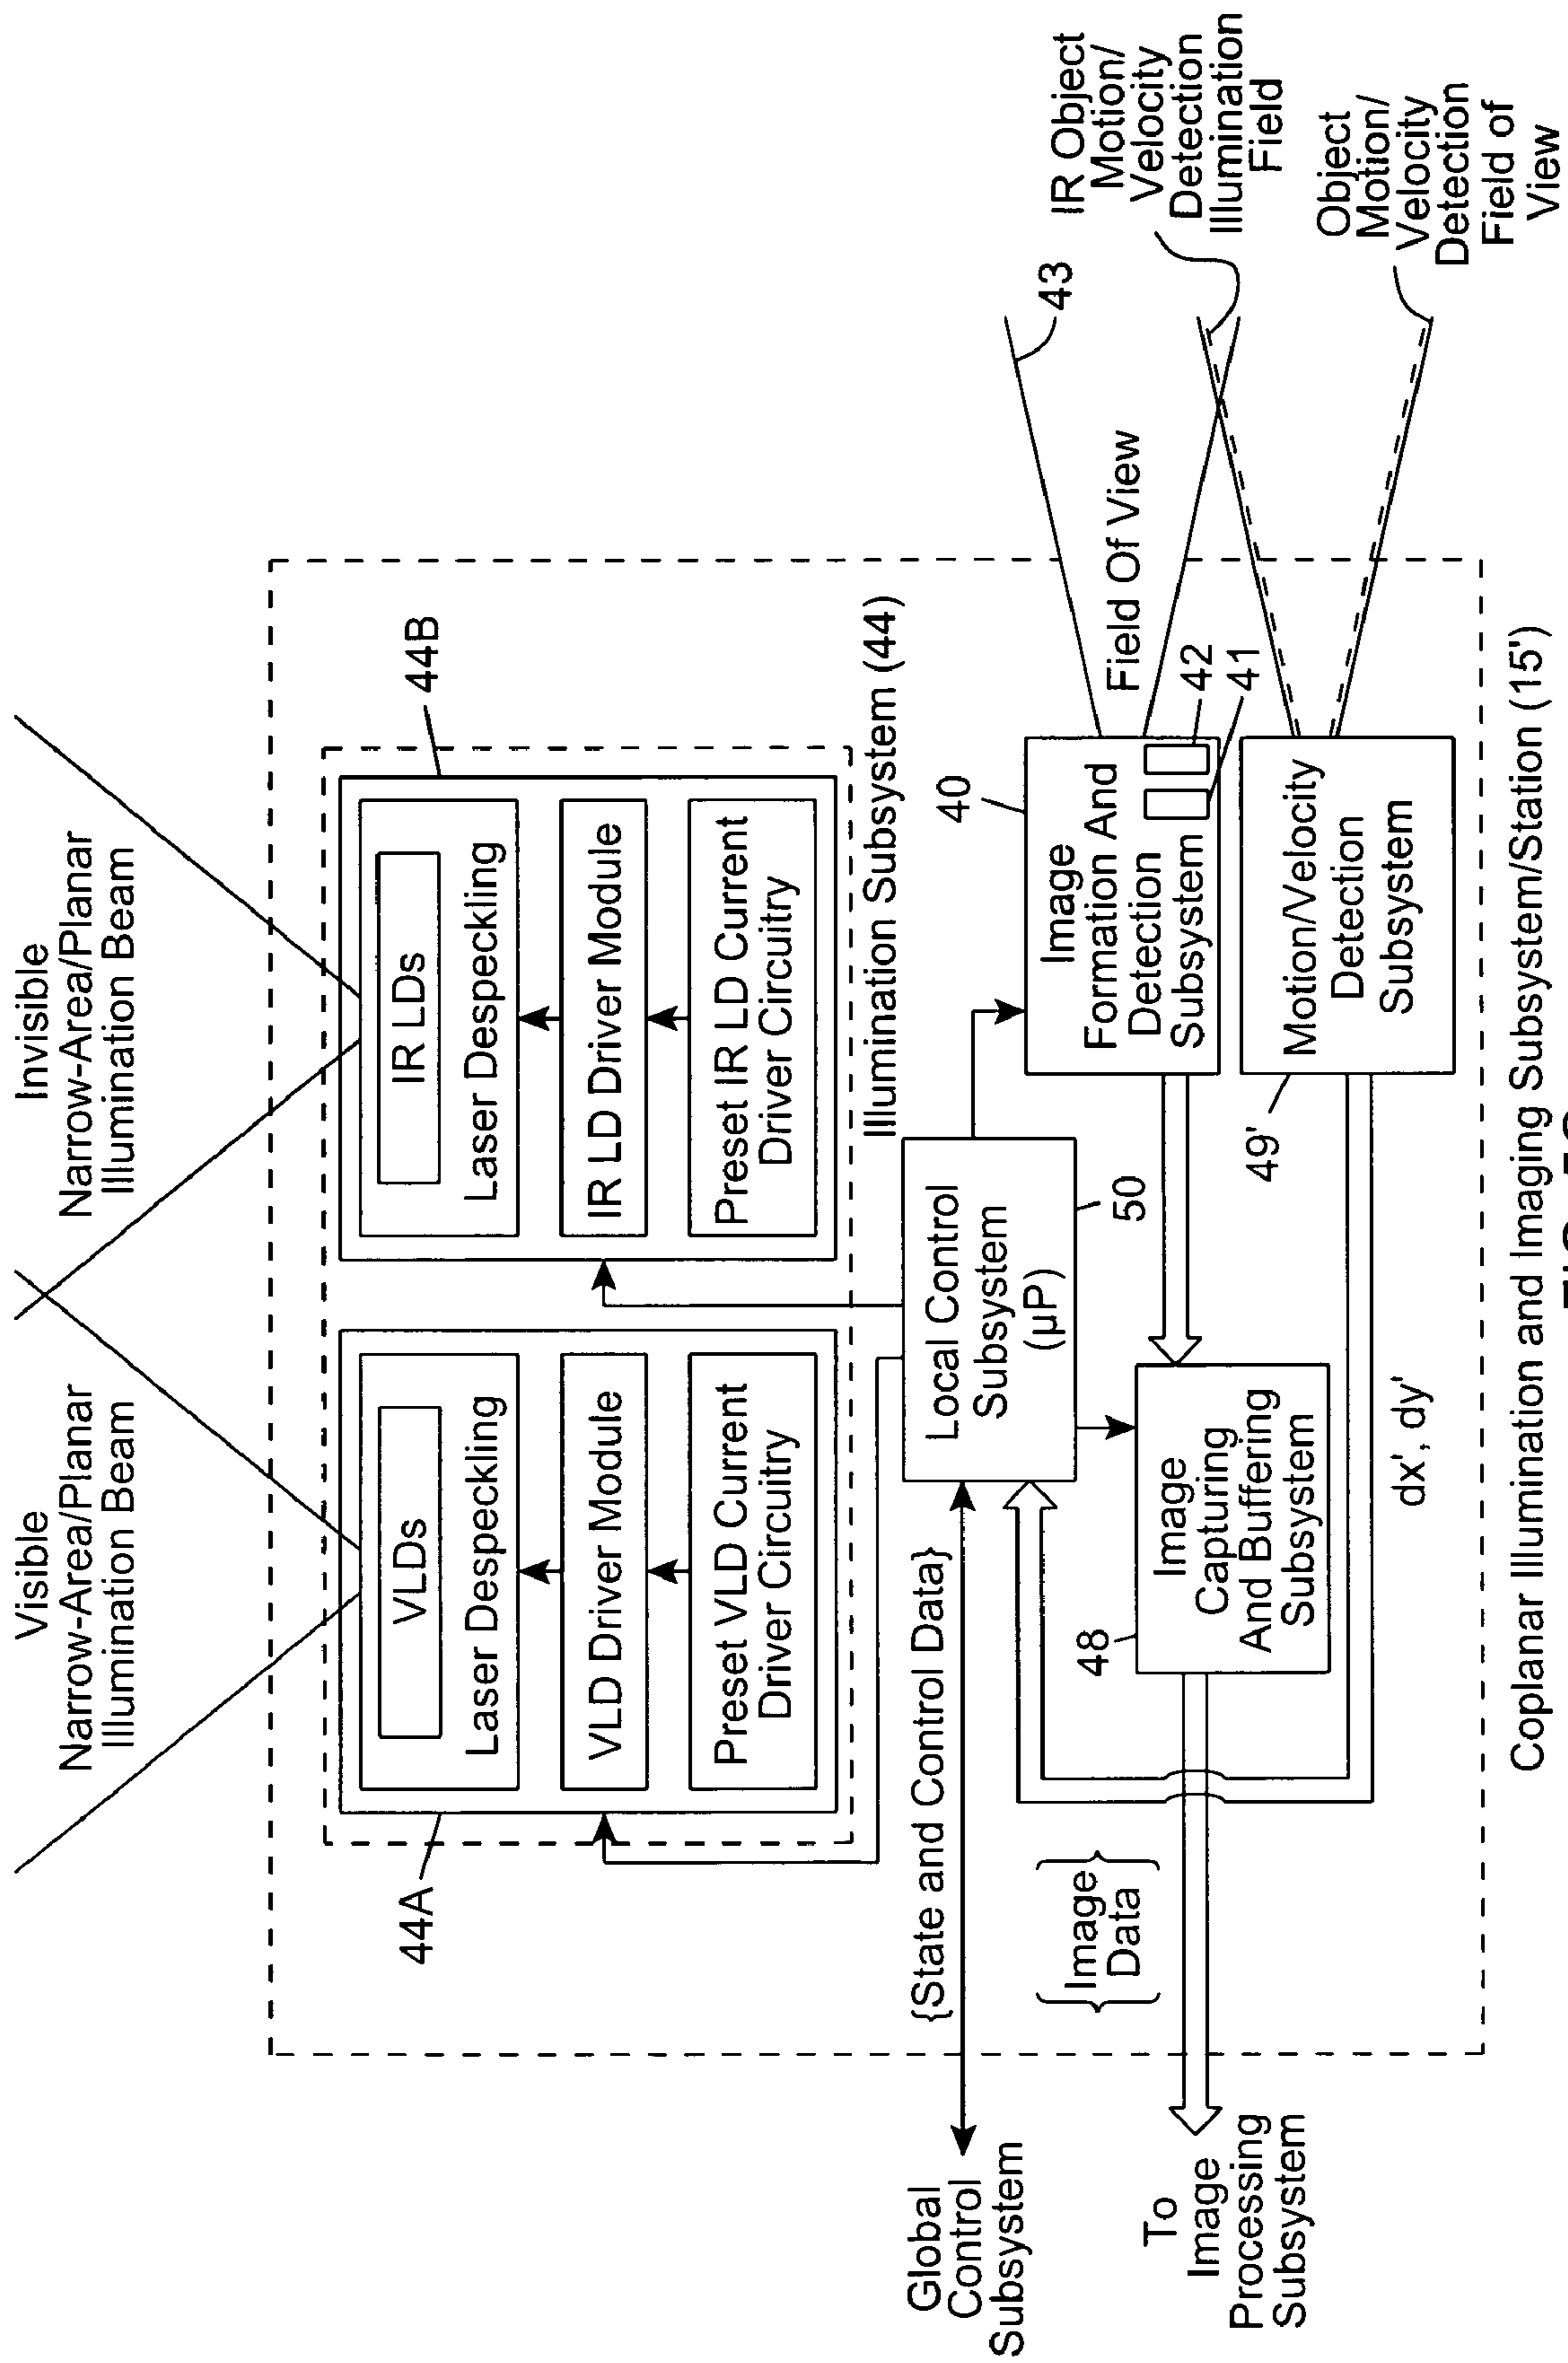 Visible
Narrow-Area/Planar
Illumination Beam
Invisible
Narrow-Area/Planar
Illumination Beam
44A
VLDs
Laser Despeckling
VLD Driver Module
Preset VLD Current
Driver Circuitry
44B
IR LDs
Laser Despeckling
IR LD Driver Module
Preset IR LD Current
Driver Circuitry
Illumination Subsystem (44)
Global
Control
Subsystem
{State and Control Data}
Local Control
Subsystem
(µP)
50
40
Image
Formation And
Detection
Subsystem
42
41
Field Of View
43
IR Object
Motion/
Velocity
Detection
Illumination
Field
Object
Motion/
Velocity
Detection
Field of
View
To
Image
Processing
Subsystem
{Image
Data}
48
Image
Capturing
And Buffering
Subsystem
49'
Motion/Velocity
Detection
Subsystem
dx', dy'
Coplanar Illumination and Imaging Subsystem/Station (15')